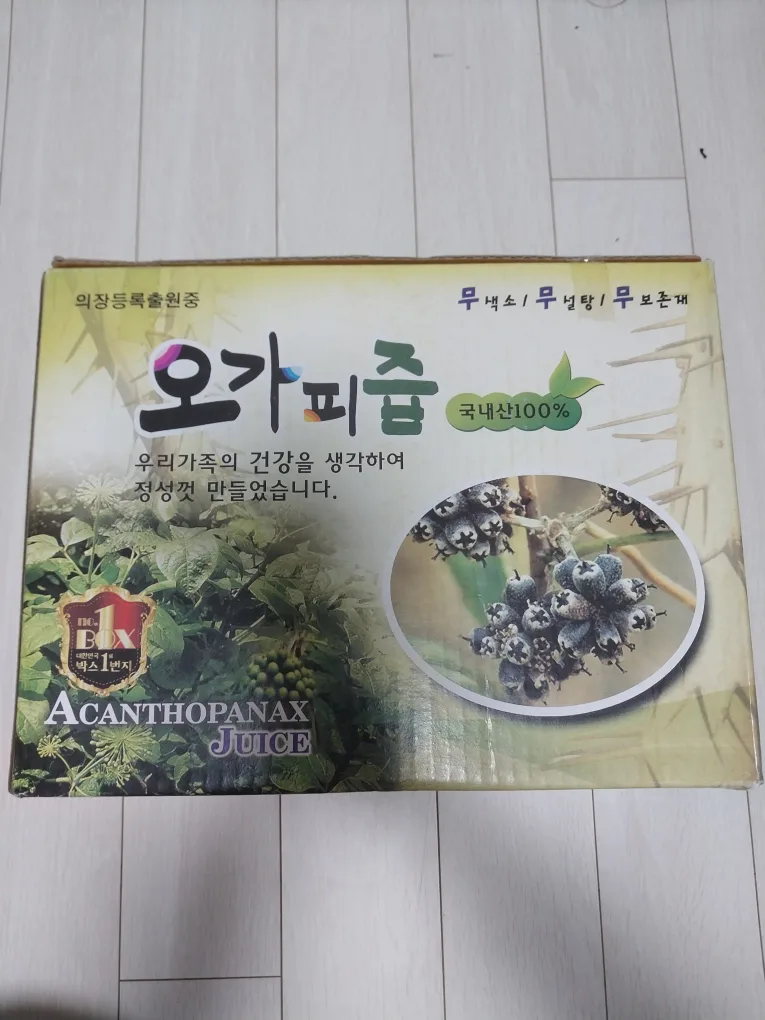 의장등록출원중
무색소/무설탕/무보존재
오가피즙
국내산100%
우리가족의 건강을 생각하여
정성껏 만들었습니다.
no.1
BOX
대한민국 1호
박스1번지
ACANTHOPANAX
JUICE